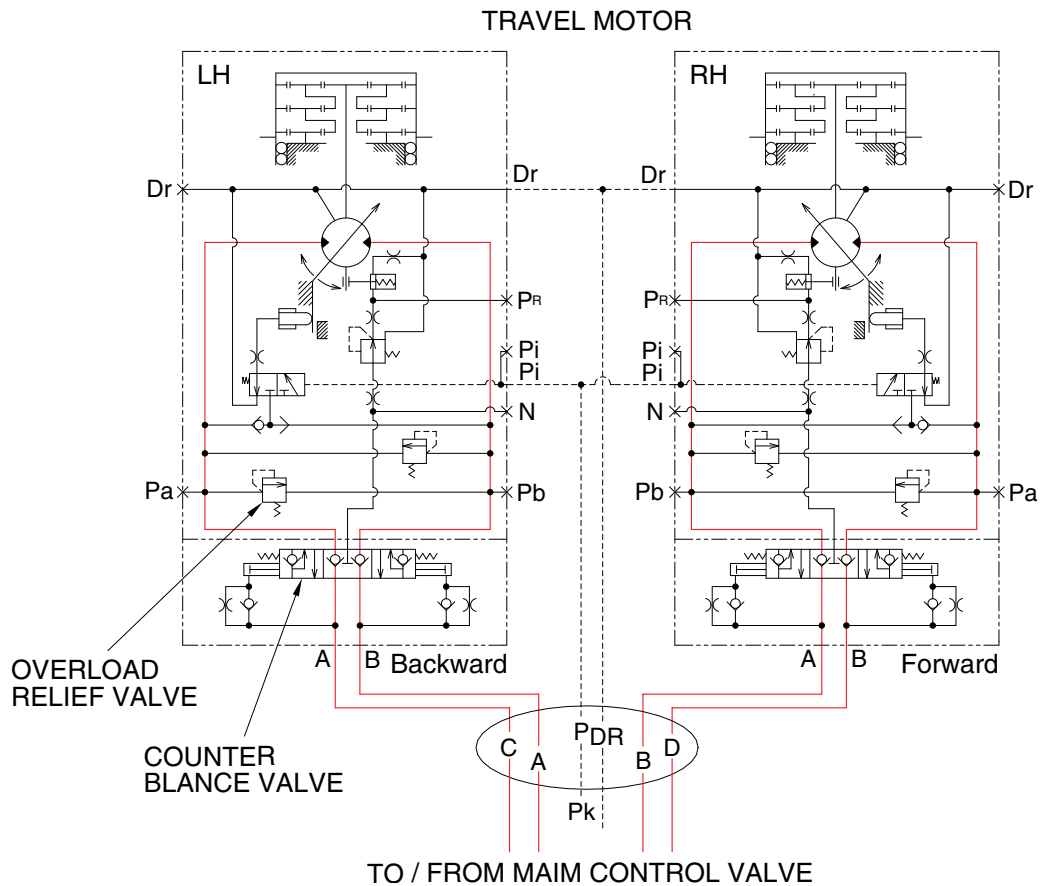 TRAVEL MOTOR
LH
RH
Dr
Dr
Dr
Dr
PR
PR
Pi
Pi
Pi
Pi
N
N
Pa
Pb
Pb
Pa
A
B
Backward
A
B
Forward
OVERLOAD
RELIEF VALVE
COUNTER
BLANCE VALVE
C
A
P
DR
B
D
Pk
TO / FROM MAIM CONTROL VALVE